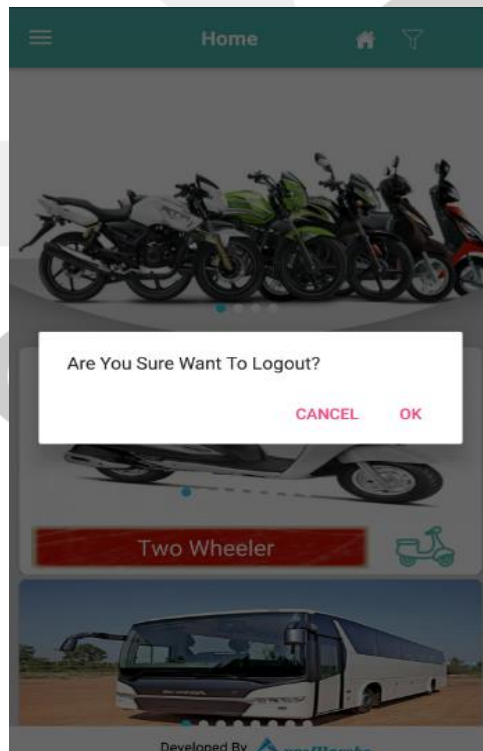 Home
Are You Sure Want To Logout?
CANCEL
OK
Two Wheeler
Developed By